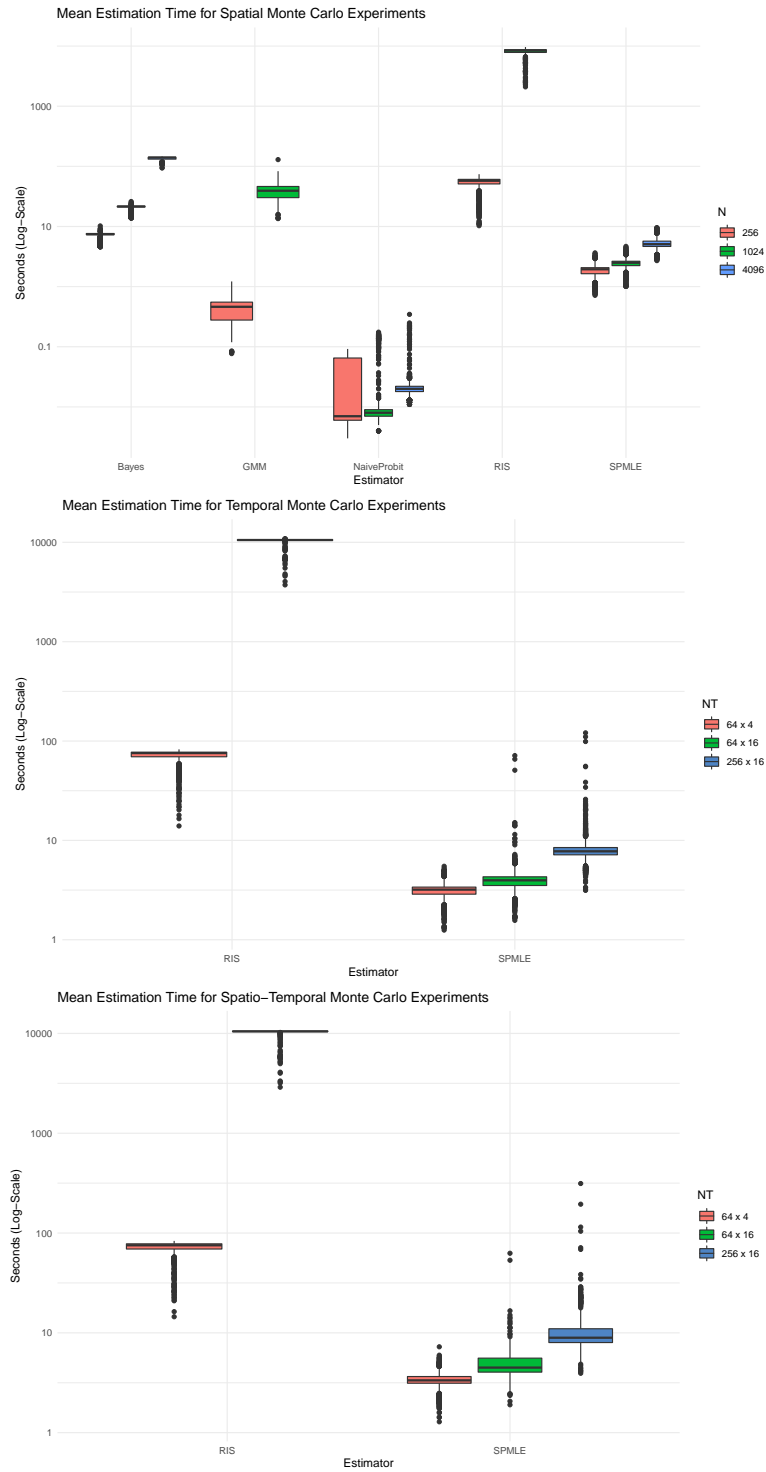 Mean Estimation Time for Spatial Monte Carlo Experiments
Seconds (Log−Scale)
1000
10
0.1
Bayes
GMM
NaiveProbit
RIS
SPMLE
Estimator
N
256
1024
4096
Mean Estimation Time for Temporal Monte Carlo Experiments
Seconds (Log−Scale)
10000
1000
100
10
1
RIS
SPMLE
Estimator
NT
64 x 4
64 x 16
256 x 16
Mean Estimation Time for Spatio−Temporal Monte Carlo Experiments
Seconds (Log−Scale)
10000
1000
100
10
1
RIS
SPMLE
Estimator
NT
64 x 4
64 x 16
256 x 16